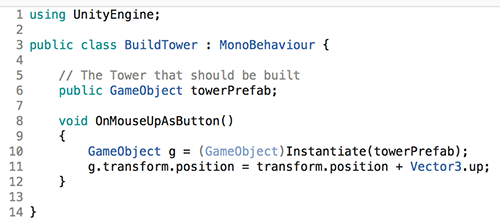 1 using UnityEngine;
2
3 public class BuildTower : MonoBehaviour {
4
5     // The Tower that should be built
6     public GameObject towerPrefab;
7
8     void OnMouseUpAsButton()
9     {
10         GameObject g = (GameObject)Instantiate(towerPrefab);
11         g.transform.position = transform.position + Vector3.up;
12     }
13
14 }